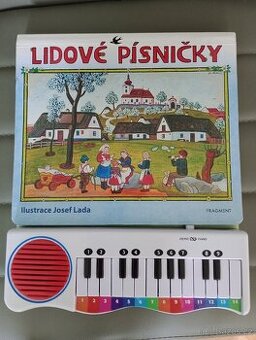 LIDOVÉ PÍSNIČKY
Ilustrace Josef Lada
FRAGMENT
1 2 3 4 5 6 7 8 9
1 2 3 4 5 6 7 8 9 10 11 12 13 14